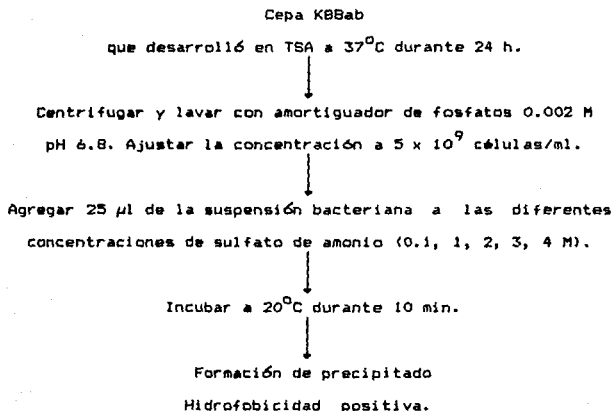 Cepa K88ab
que desarrolló en TSA a 37°C durante 24 h.
Centrifugar y lavar con amortiguador de fosfatos 0.002 M
pH 6.8. Ajustar la concentración a 5 x 10⁹ células/ml.
Agregar 25 µl de la suspensión bacteriana a las diferentes
concentraciones de sulfato de amonio (0.1, 1, 2, 3, 4 M).
Incubar a 20°C durante 10 min.
Formación de precipitado
Hidrofobicidad positiva.